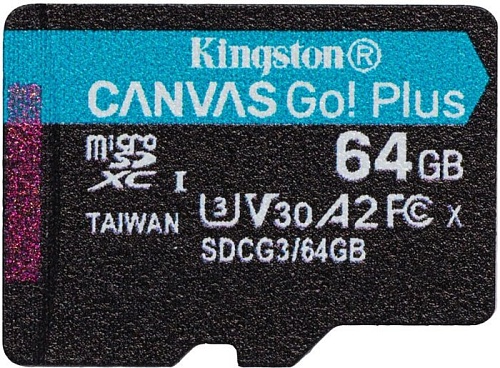 Kingston®
CANVAS Go! Plus
micro SD XC I 64GB
TAIWAN U3 V30 A2 FC X
SDCG3/64GB